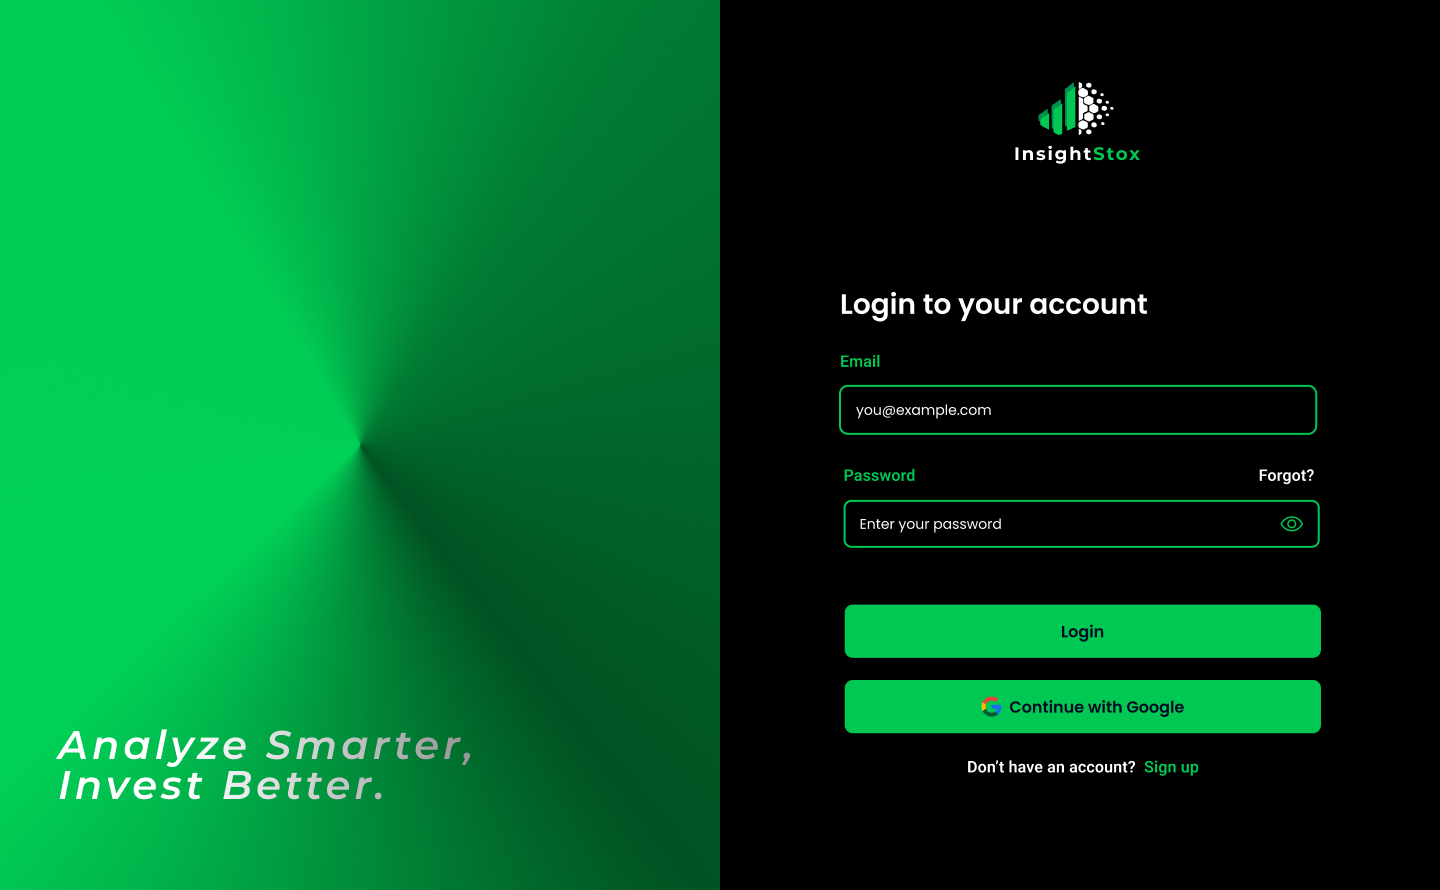 InsightStox
Login to your account
Email
you@example.com
Password
Forgot?
Enter your password
Login
Continue with Google
Don’t have an account? Sign up
Analyze Smarter,
Invest Better.